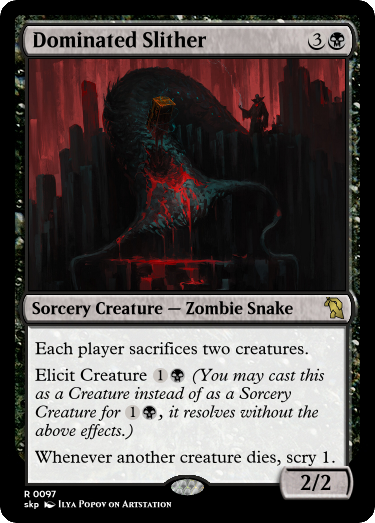 Dominated Slither 3
Sorcery Creature — Zombie Snake
Each player sacrifices two creatures.
Elicit Creature 1 (You may cast this
as a Creature instead of as a Sorcery
Creature for 1 , it resolves without the
above effects.)
Whenever another creature dies, scry 1.
2/2
R 0097
skp Ilya Popov on Artstation